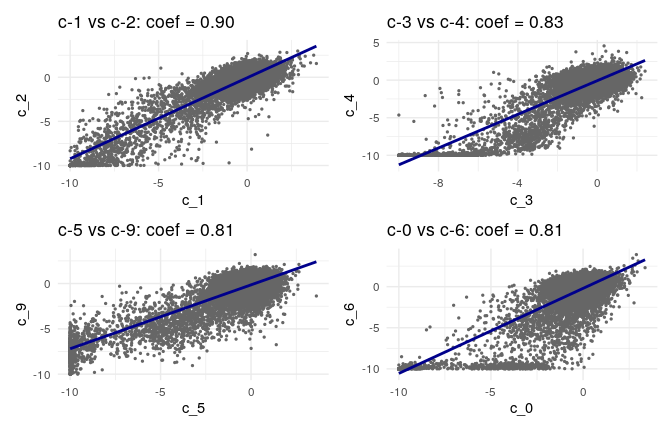 c-1 vs c-2: coef = 0.90
0
-5
-10
c_2
-10
-5
0
c_1
c-3 vs c-4: coef = 0.83
5
0
-5
-10
c_4
-8
-4
0
c_3
c-5 vs c-9: coef = 0.81
0
-5
-10
c_9
-10
-5
0
c_5
c-0 vs c-6: coef = 0.81
0
-5
-10
c_6
-10
-5
0
c_0